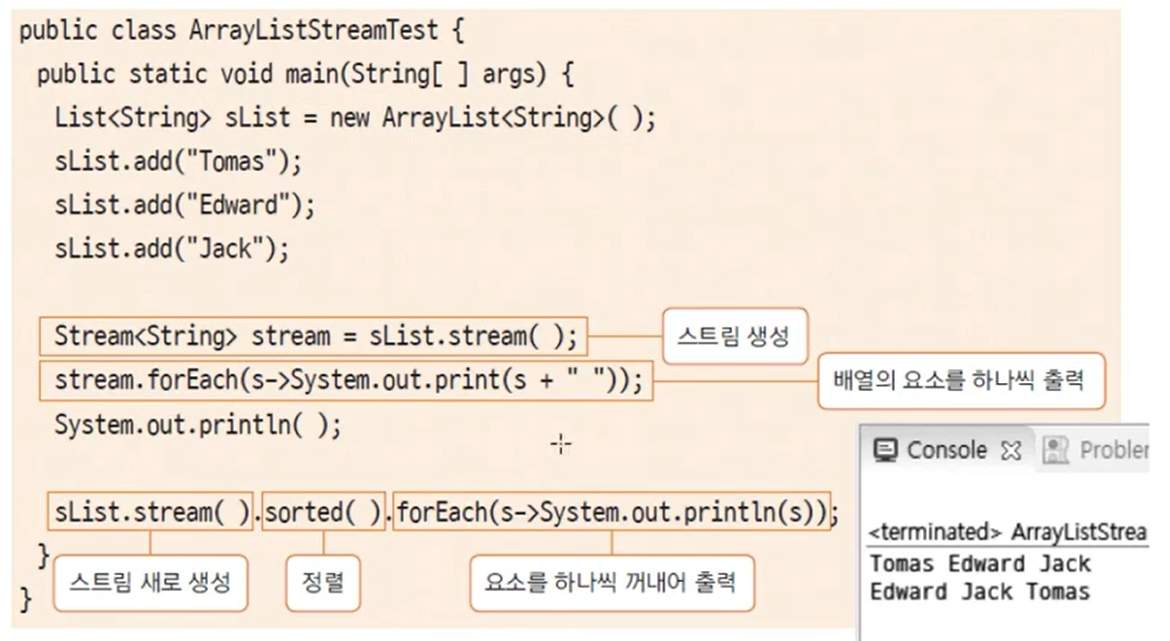 public class ArrayListStreamTest {
public static void main(String[ ] args) {
List<String> sList = new ArrayList<String>( );
sList.add("Tomas");
sList.add("Edward");
sList.add("Jack");
Stream<String> stream = sList.stream( );
스트림 생성
stream.forEach(s->System.out.print(s + " "));
배열의 요소를 하나씩 출력
System.out.println( );
sList.stream( ).sorted( ).forEach(s->System.out.println(s));
}
스트림 새로 생성
정렬
요소를 하나씩 꺼내어 출력
}
Console
Problem
<terminated> ArrayListStrea
Tomas Edward Jack
Edward Jack Tomas